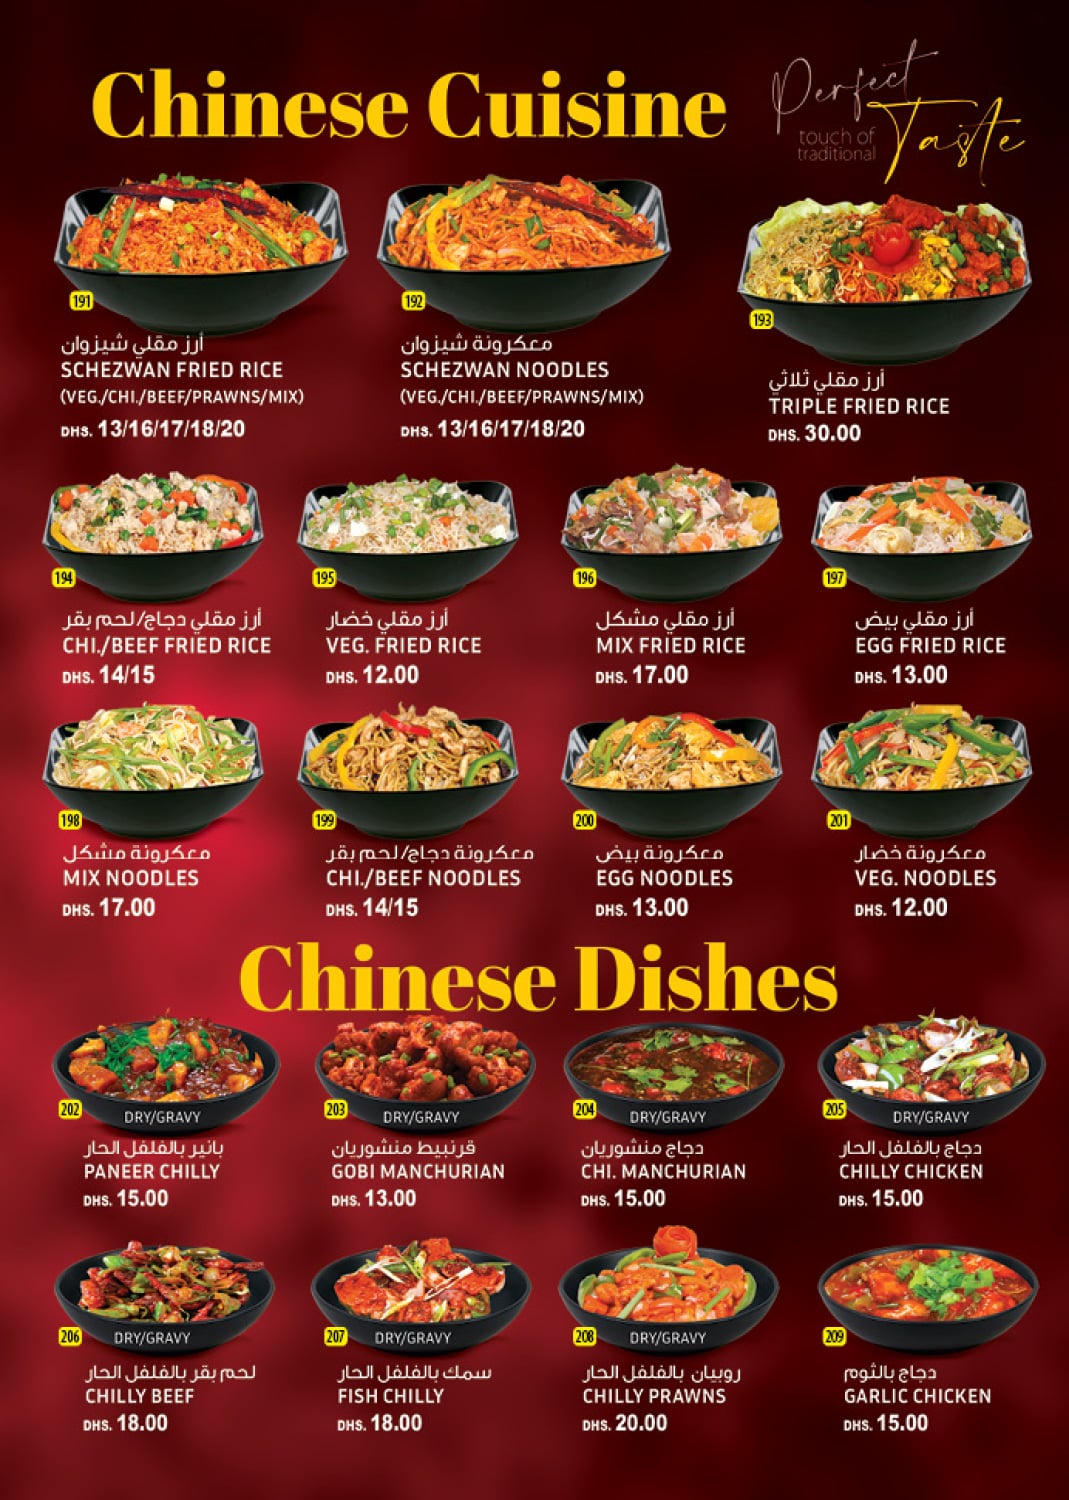 Chinese Cuisine
Perfect
touch of
traditional
Taste
191
أرز مقلي شيزوان
SCHEZWAN FRIED RICE
(VEG./CHI./BEEF/PRAWNS/MIX)
DHS. 13/16/17/18/20
192
معكرونة شيزوان
SCHEZWAN NOODLES
(VEG./CHI./BEEF/PRAWNS/MIX)
DHS. 13/16/17/18/20
193
أرز مقلي ثلاثي
TRIPLE FRIED RICE
DHS. 30.00
194
أرز مقلي دجاج/لحم بقر
CHI./BEEF FRIED RICE
DHS. 14/15
195
أرز مقلي خضار
VEG. FRIED RICE
DHS. 12.00
196
أرز مقلي مشكل
MIX FRIED RICE
DHS. 17.00
197
أرز مقلي بيض
EGG FRIED RICE
DHS. 13.00
198
معكرونة مشكل
MIX NOODLES
DHS. 17.00
199
معكرونة دجاج/لحم بقر
CHI./BEEF NOODLES
DHS. 14/15
200
معكرونة بيض
EGG NOODLES
DHS. 13.00
201
معكرونة خضار
VEG. NOODLES
DHS. 12.00
Chinese Dishes
202
DRY/GRAVY
بانير بالفلفل الحار
PANEER CHILLY
DHS. 15.00
203
DRY/GRAVY
قرنبيط منشوريان
GOBI MANCHURIAN
DHS. 13.00
204
DRY/GRAVY
دجاج منشوريان
CHI. MANCHURIAN
DHS. 15.00
205
DRY/GRAVY
دجاج بالفلفل الحار
CHILLY CHICKEN
DHS. 15.00
206
DRY/GRAVY
لحم بقر بالفلفل الحار
CHILLY BEEF
DHS. 18.00
207
DRY/GRAVY
سمك بالفلفل الحار
FISH CHILLY
DHS. 18.00
208
DRY/GRAVY
روبيان بالفلفل الحار
CHILLY PRAWNS
DHS. 20.00
209
دجاج بالثوم
GARLIC CHICKEN
DHS. 15.00